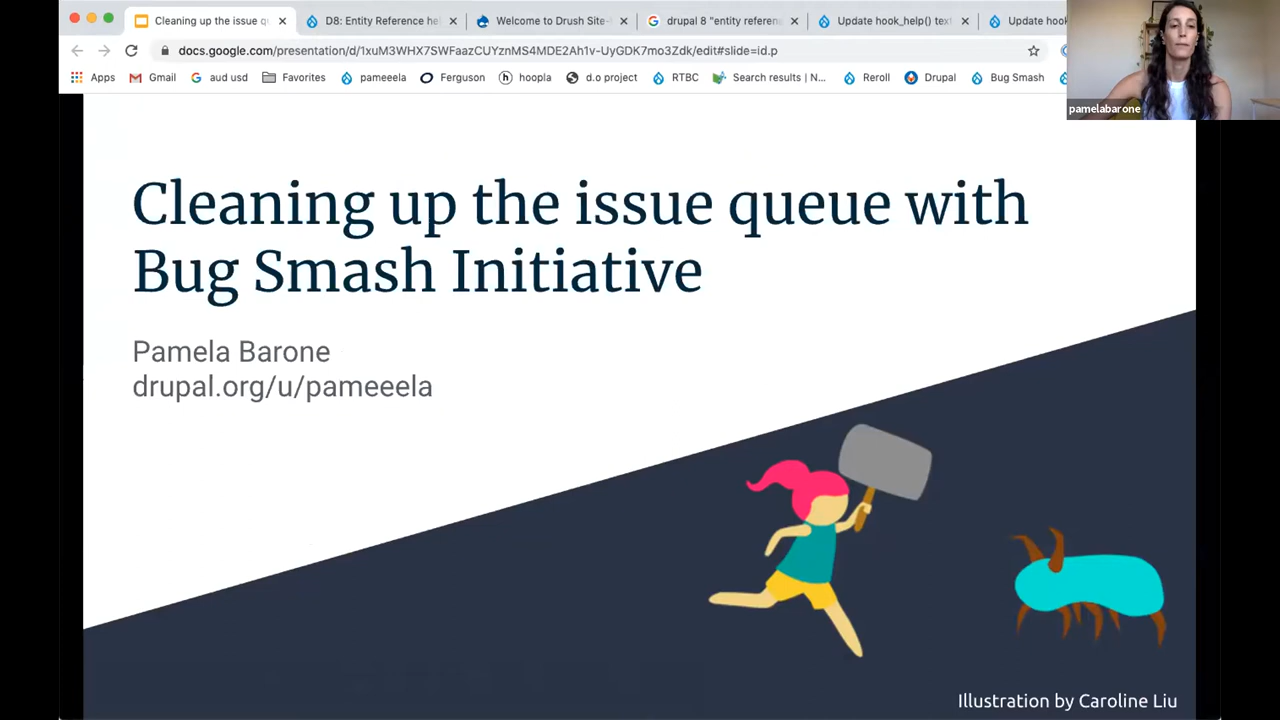 Cleaning up the issue qu
D8: Entity Reference he
Welcome to Drush Site-
drupal 8 "entity referen
Update hook_help() text
Update hook
docs.google.com/presentation/d/1xuM3WHX7SWFaazCUYznMS4MDE2Ah1v-UyGDK7mo3Zdk/edit#slide=id.p
Apps
Gmail
aud usd
Favorites
pameeela
Ferguson
hoopla
d.o project
RTBC
Search results | N...
Reroll
Drupal
Bug Smash
pamelabarone
Cleaning up the issue queue with
Bug Smash Initiative
Pamela Barone
drupal.org/u/pameeela
Illustration by Caroline Liu